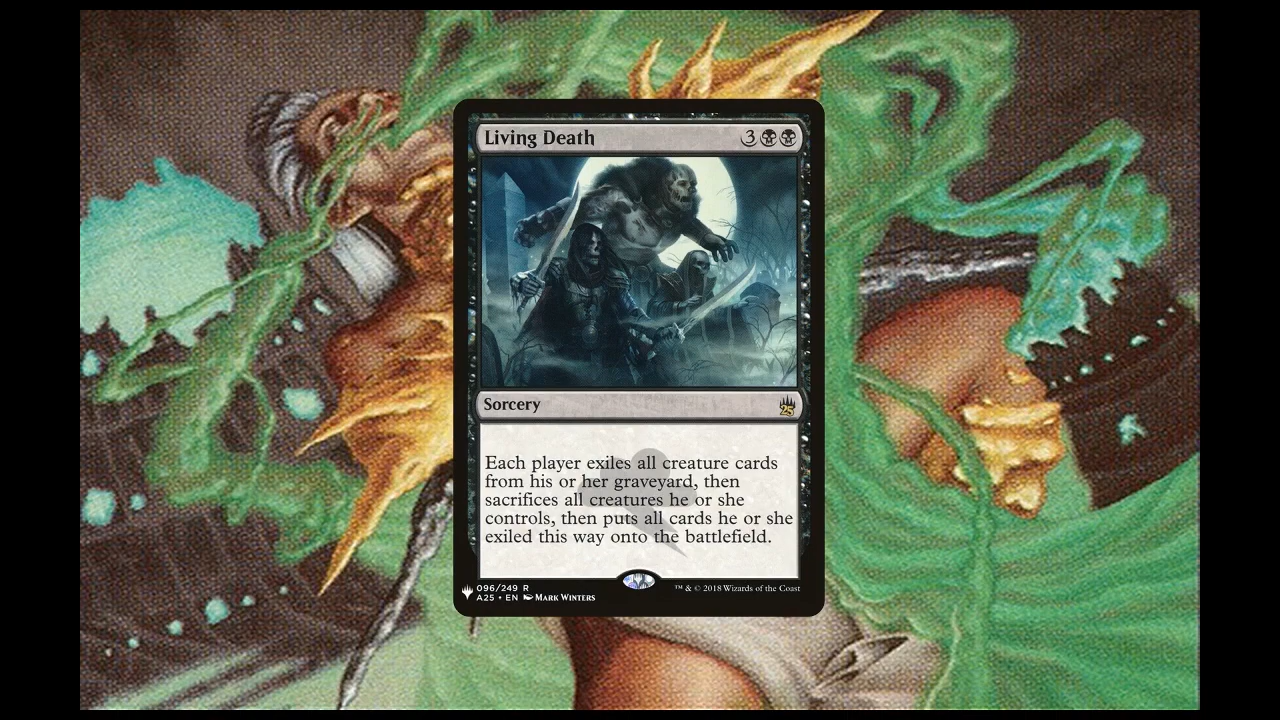 Living Death 3
Sorcery
25
Each player exiles all creature cards
from his or her graveyard, then
sacrifices all creatures he or she
controls, then puts all cards he or she
exiled this way onto the battlefield.
096/249 R
A25 • EN Mark Winters
™ & © 2018 Wizards of the Coast